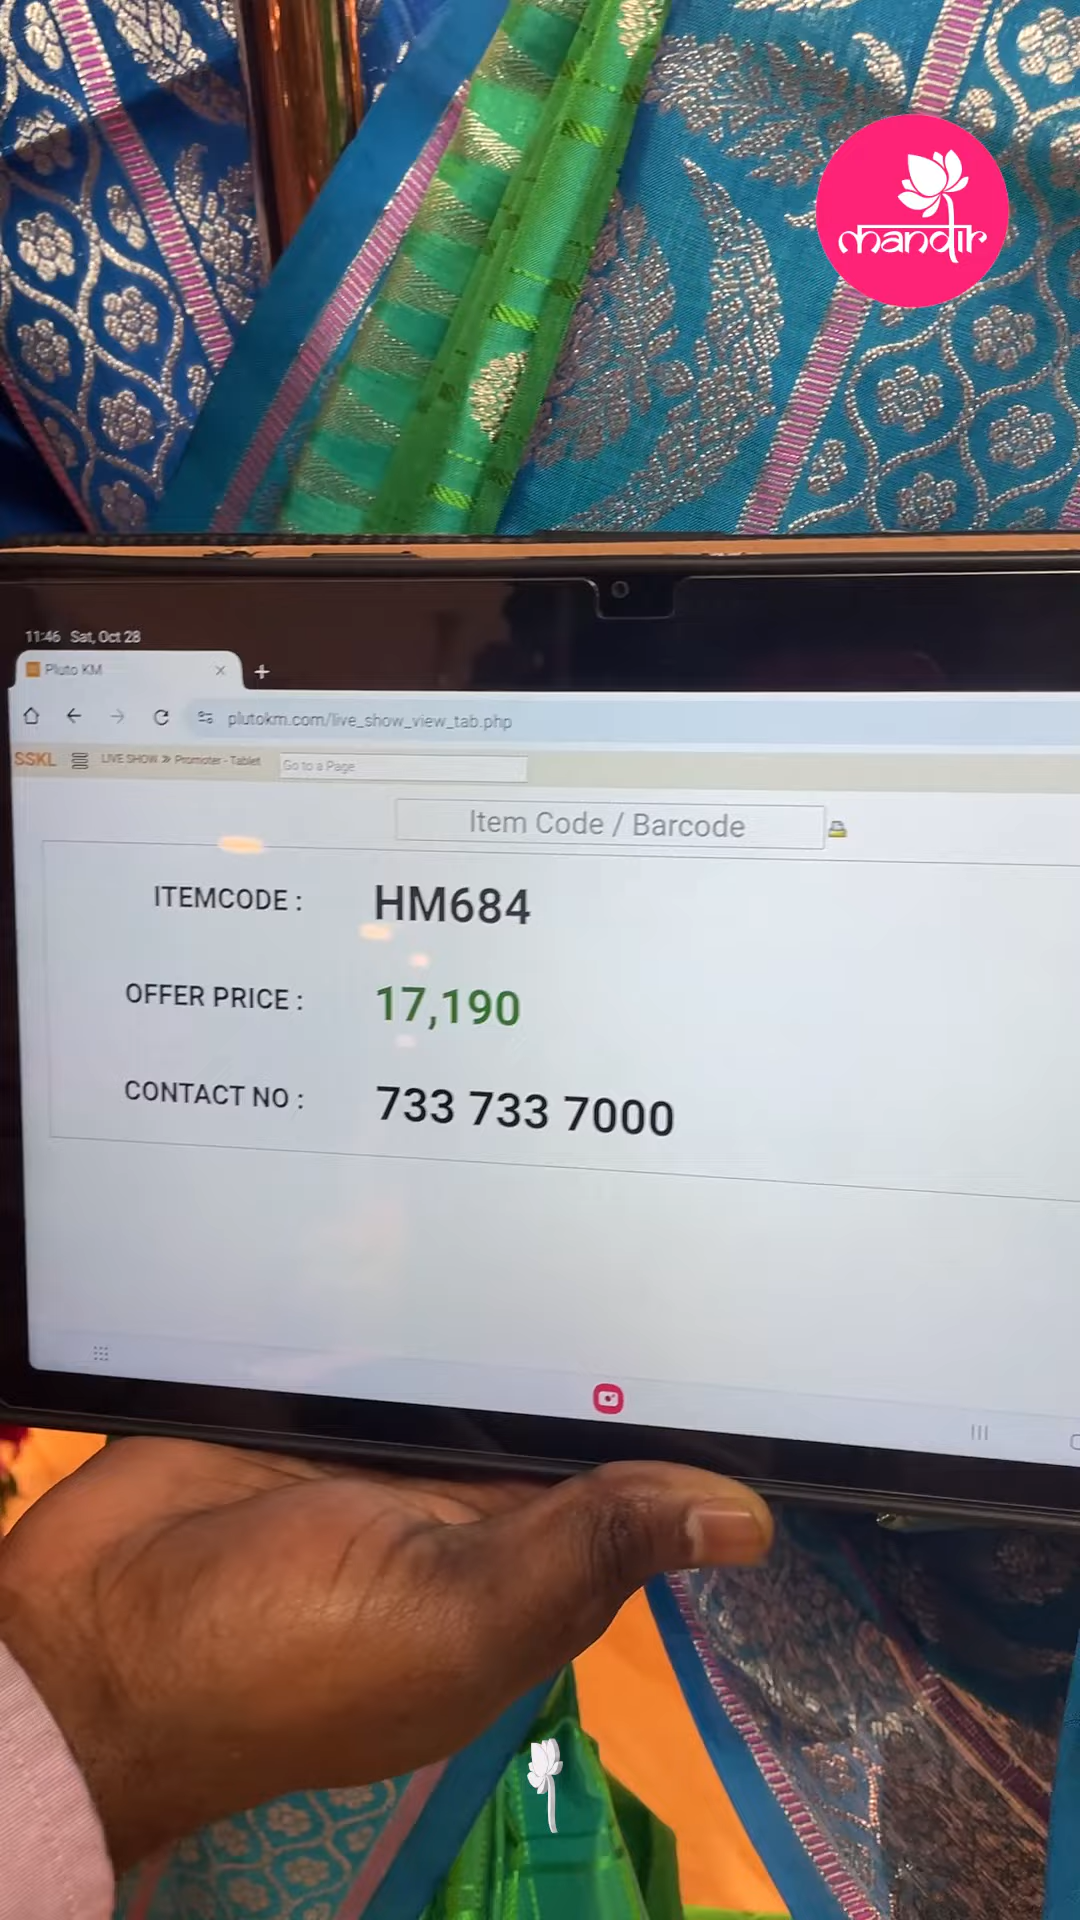 mandir
11:46 Sat, Oct 28
Pluto KM
plutokm.com/live_show_view_tab.php
SSKL
LIVE SHOW » Promoter - Tablet
Go to a Page
Item Code / Barcode
ITEMCODE : HM684
OFFER PRICE : 17,190
CONTACT NO : 733 733 7000